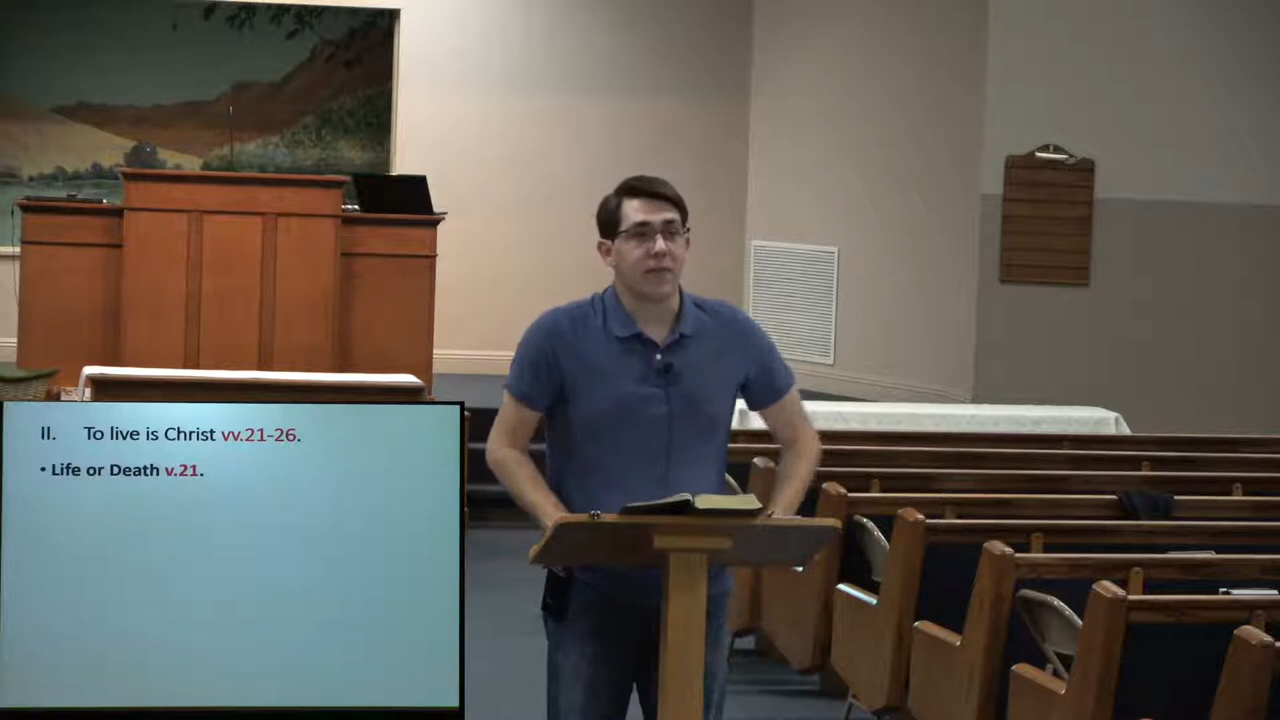 II. To live is Christ vv.21-26.
• Life or Death v.21.